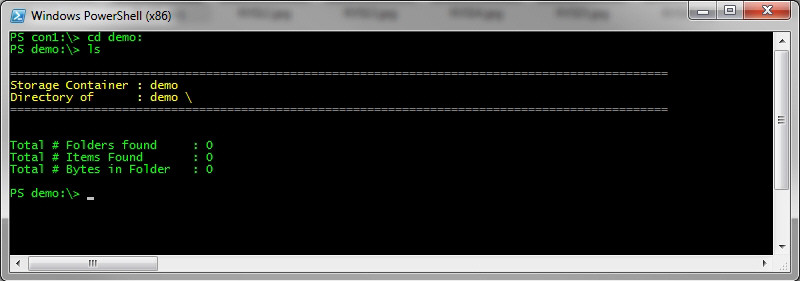 Windows PowerShell (x86)
PS con1:\> cd demo:
PS demo:\> ls
==============================================================================================
Storage Container : demo
Directory of      : demo \
==============================================================================================
Total # Folders found     : 0
Total # Items Found       : 0
Total # Bytes in Folder   : 0
PS demo:\> _